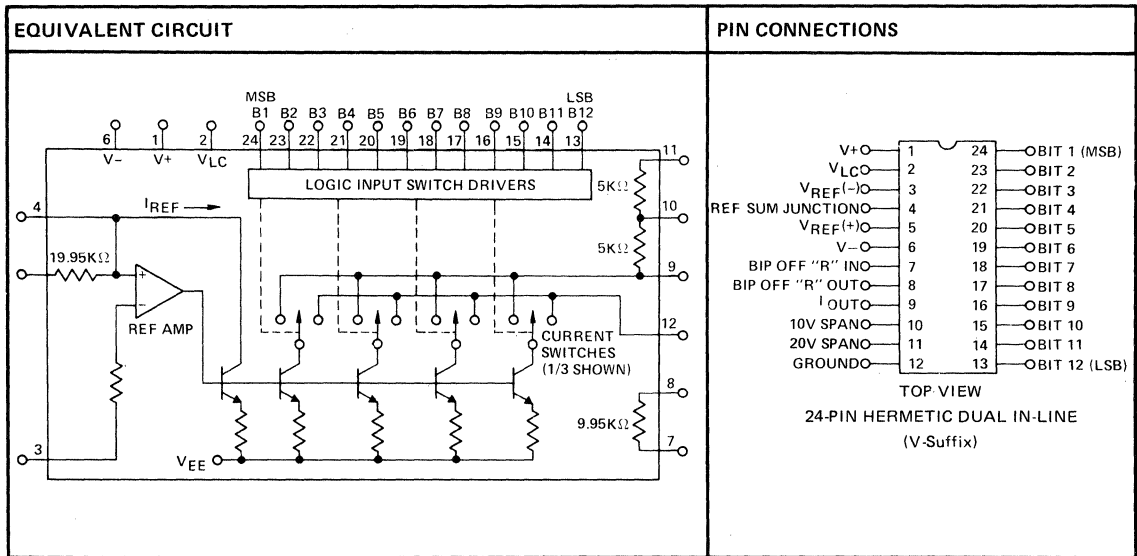 EQUIVALENT CIRCUIT
MSB
B1 B2 B3 B4 B5 B6 B7 B8 B9 B10 B11 B12
LSB
6 1 2 24 23 22 21 20 19 18 17 16 15 14 13
V- V+ VLC
LOGIC INPUT SWITCH DRIVERS
11
5KΩ
10
5KΩ
9
4
IREF
19.95KΩ
+
−
REF AMP
12
CURRENT
SWITCHES
(1/3 SHOWN)
8
9.95KΩ
7
3
VEE
PIN CONNECTIONS
V+ 1 24 BIT 1 (MSB)
VLC 2 23 BIT 2
VREF(-) 3 22 BIT 3
REF SUM JUNCTION 4 21 BIT 4
VREF(+) 5 20 BIT 5
V- 6 19 BIT 6
BIP OFF "R" IN 7 18 BIT 7
BIP OFF "R" OUT 8 17 BIT 8
I OUT 9 16 BIT 9
10V SPAN 10 15 BIT 10
20V SPAN 11 14 BIT 11
GROUND 12 13 BIT 12 (LSB)
TOP VIEW
24-PIN HERMETIC DUAL IN-LINE
(V-Suffix)